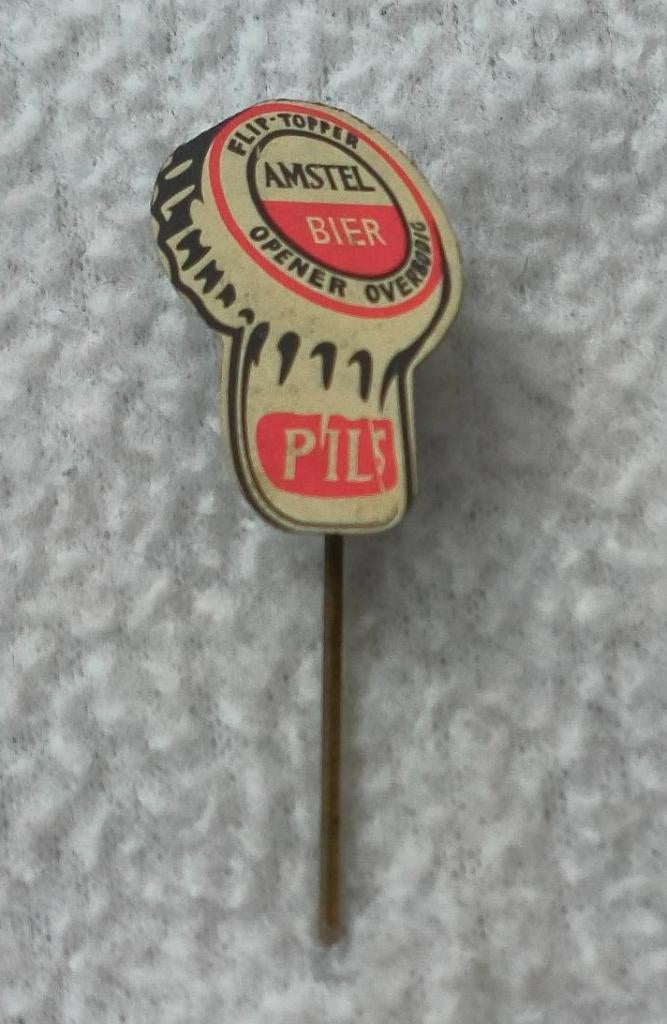 FLIP-TOPPER
AMSTEL
BIER
OPENER OVERBODIG
PILS